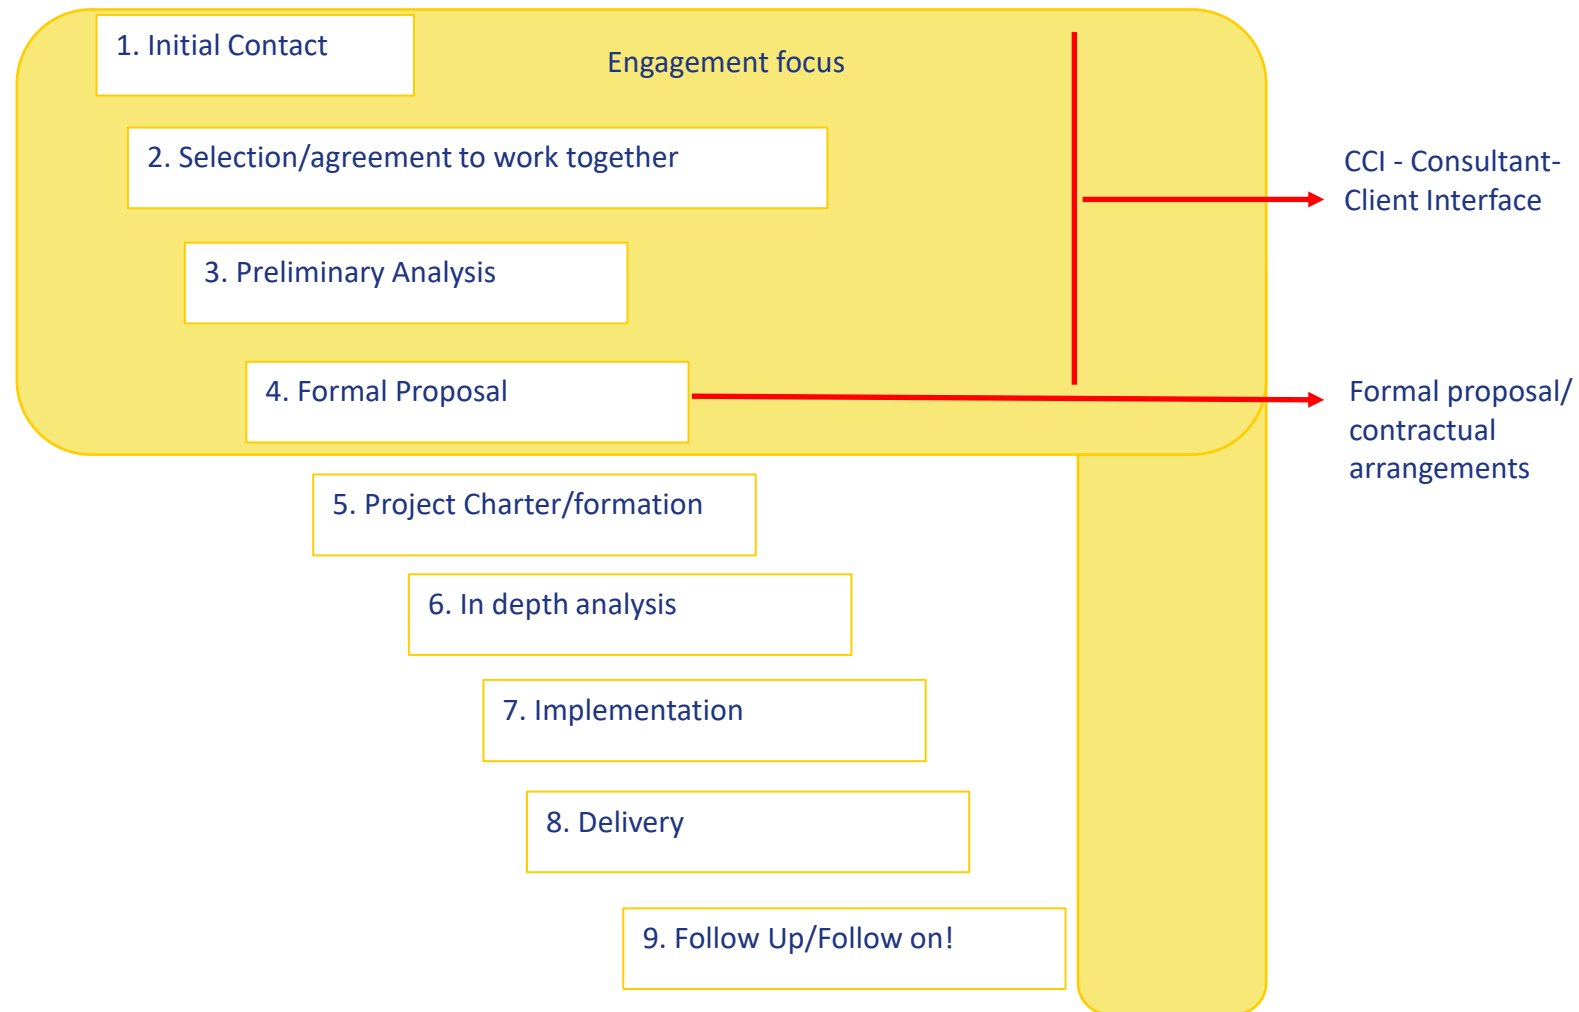 1. Initial Contact
Engagement focus
2. Selection/agreement to work together
CCI - Consultant-
Client Interface
3. Preliminary Analysis
4. Formal Proposal
Formal proposal/
contractual
arrangements
5. Project Charter/formation
6. In depth analysis
7. Implementation
8. Delivery
9. Follow Up/Follow on!